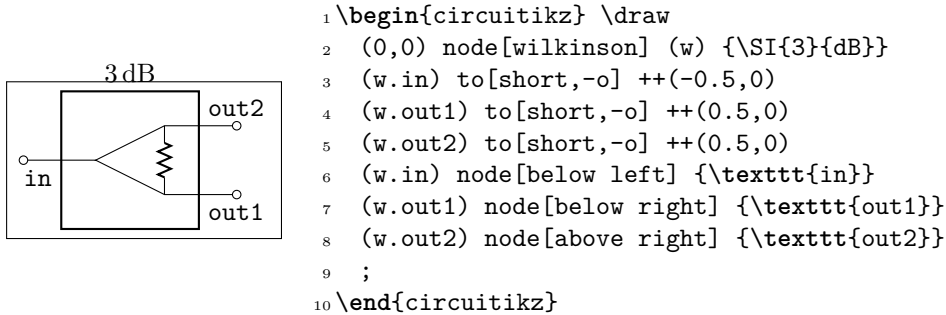 3 dB
out2
in
out1
1 \begin{circuitikz} \draw
2 (0,0) node[wilkinson] (w) {\SI{3}{dB}}
3 (w.in) to[short,-o] ++(-0.5,0)
4 (w.out1) to[short,-o] ++(0.5,0)
5 (w.out2) to[short,-o] ++(0.5,0)
6 (w.in) node[below left] {\texttt{in}}
7 (w.out1) node[below right] {\texttt{out1}}
8 (w.out2) node[above right] {\texttt{out2}}
9 ;
10 \end{circuitikz}